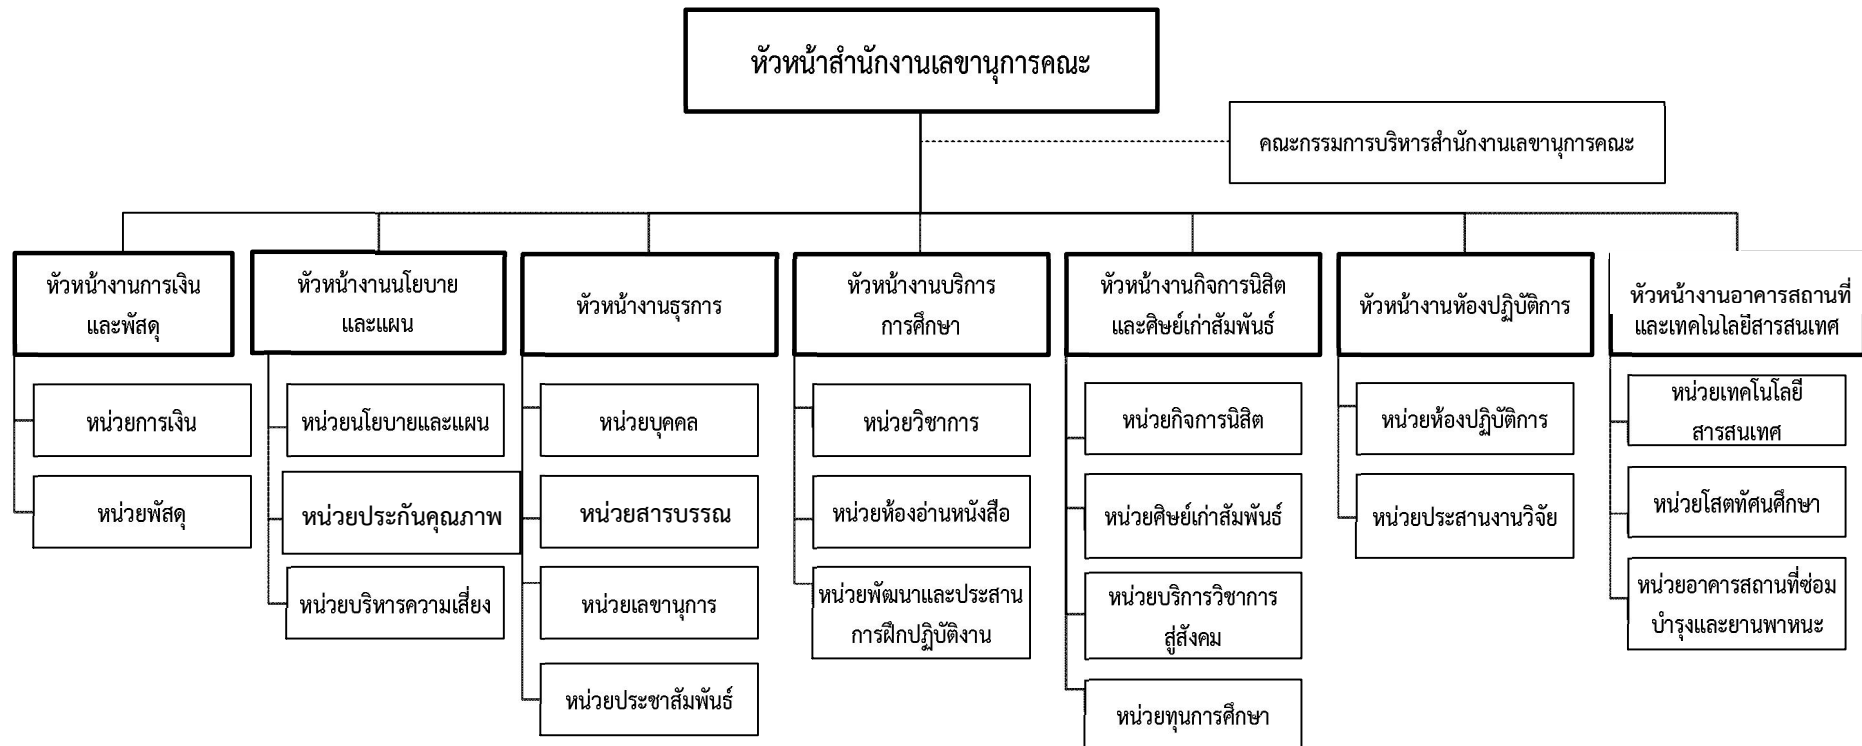 หัวหน้าสำนักงานเลขานุการคณะ
คณะกรรมการบริหารสำนักงานเลขานุการคณะ
หัวหน้างานการเงิน
และพัสดุ
หน่วยการเงิน
หน่วยพัสดุ
หัวหน้างานนโยบาย
และแผน
หน่วยนโยบายและแผน
หน่วยประกันคุณภาพ
หน่วยบริหารความเสี่ยง
หัวหน้างานธุรการ
หน่วยบุคคล
หน่วยสารบรรณ
หน่วยเลขานุการ
หน่วยประชาสัมพันธ์
หัวหน้างานบริการ
การศึกษา
หน่วยวิชาการ
หน่วยห้องอ่านหนังสือ
หน่วยพัฒนาและประสาน
การฝึกปฏิบัติงาน
หัวหน้างานกิจการนิสิต
และศิษย์เก่าสัมพันธ์
หน่วยกิจการนิสิต
หน่วยศิษย์เก่าสัมพันธ์
หน่วยบริการวิชาการ
สู่สังคม
หน่วยทุนการศึกษา
หัวหน้างานห้องปฏิบัติการ
หน่วยห้องปฏิบัติการ
หน่วยประสานงานวิจัย
หัวหน้างานอาคารสถานที่
และเทคโนโลยีสารสนเทศ
หน่วยเทคโนโลยี
สารสนเทศ
หน่วยโสตทัศนศึกษา
หน่วยอาคารสถานที่ซ่อม
บำรุงและยานพาหนะ